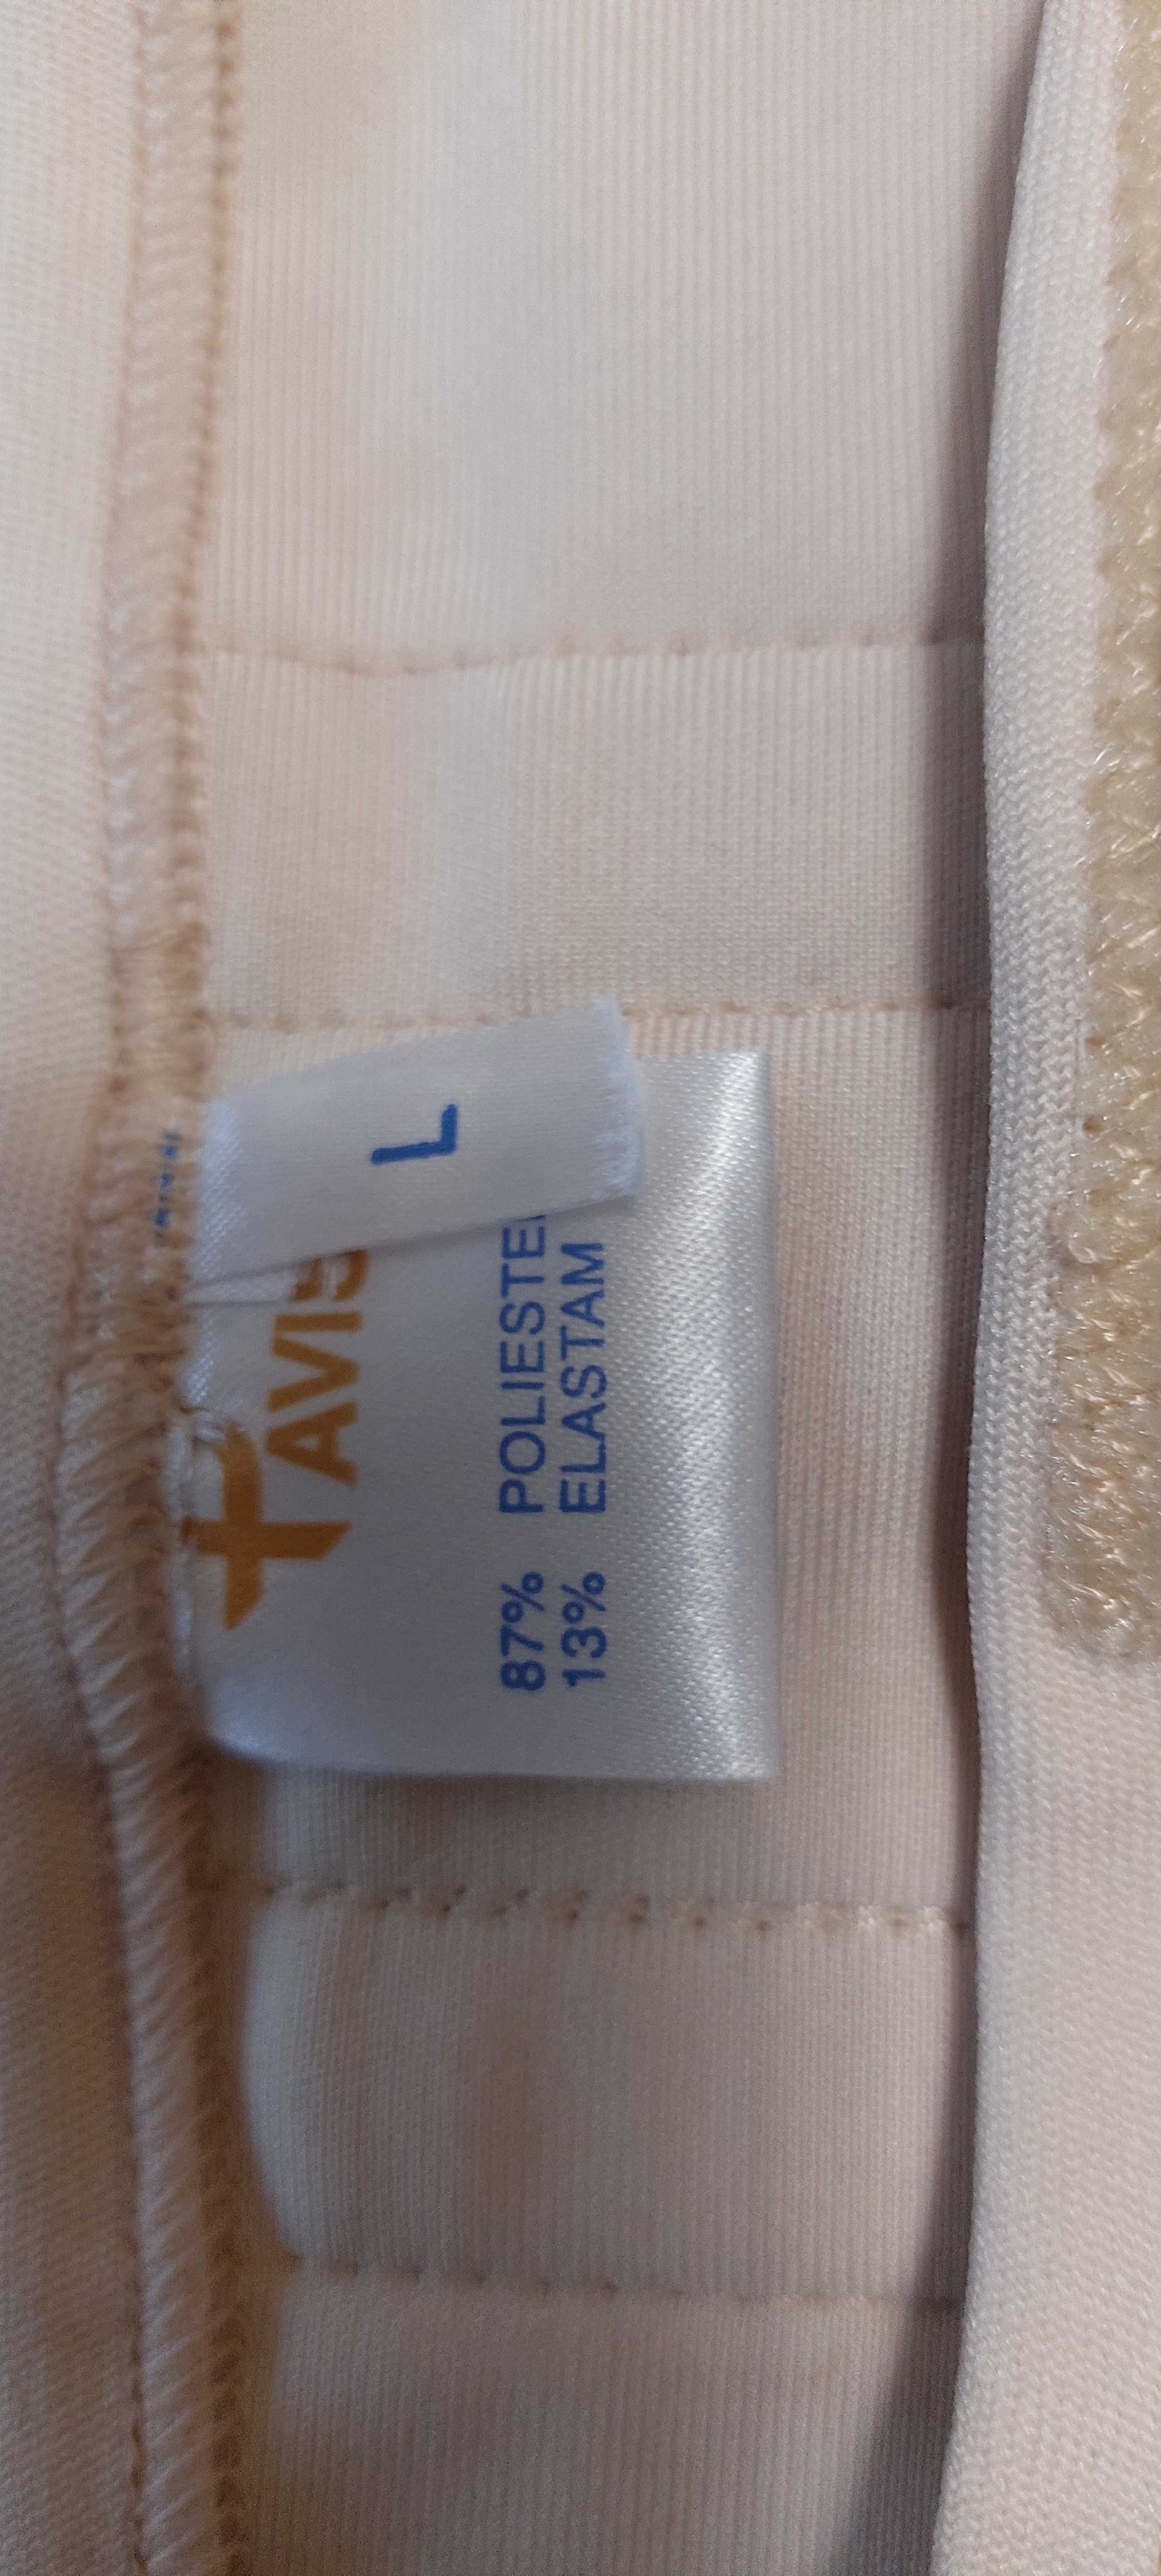 L
AVIS
87% POLIESTE
13% ELASTAM